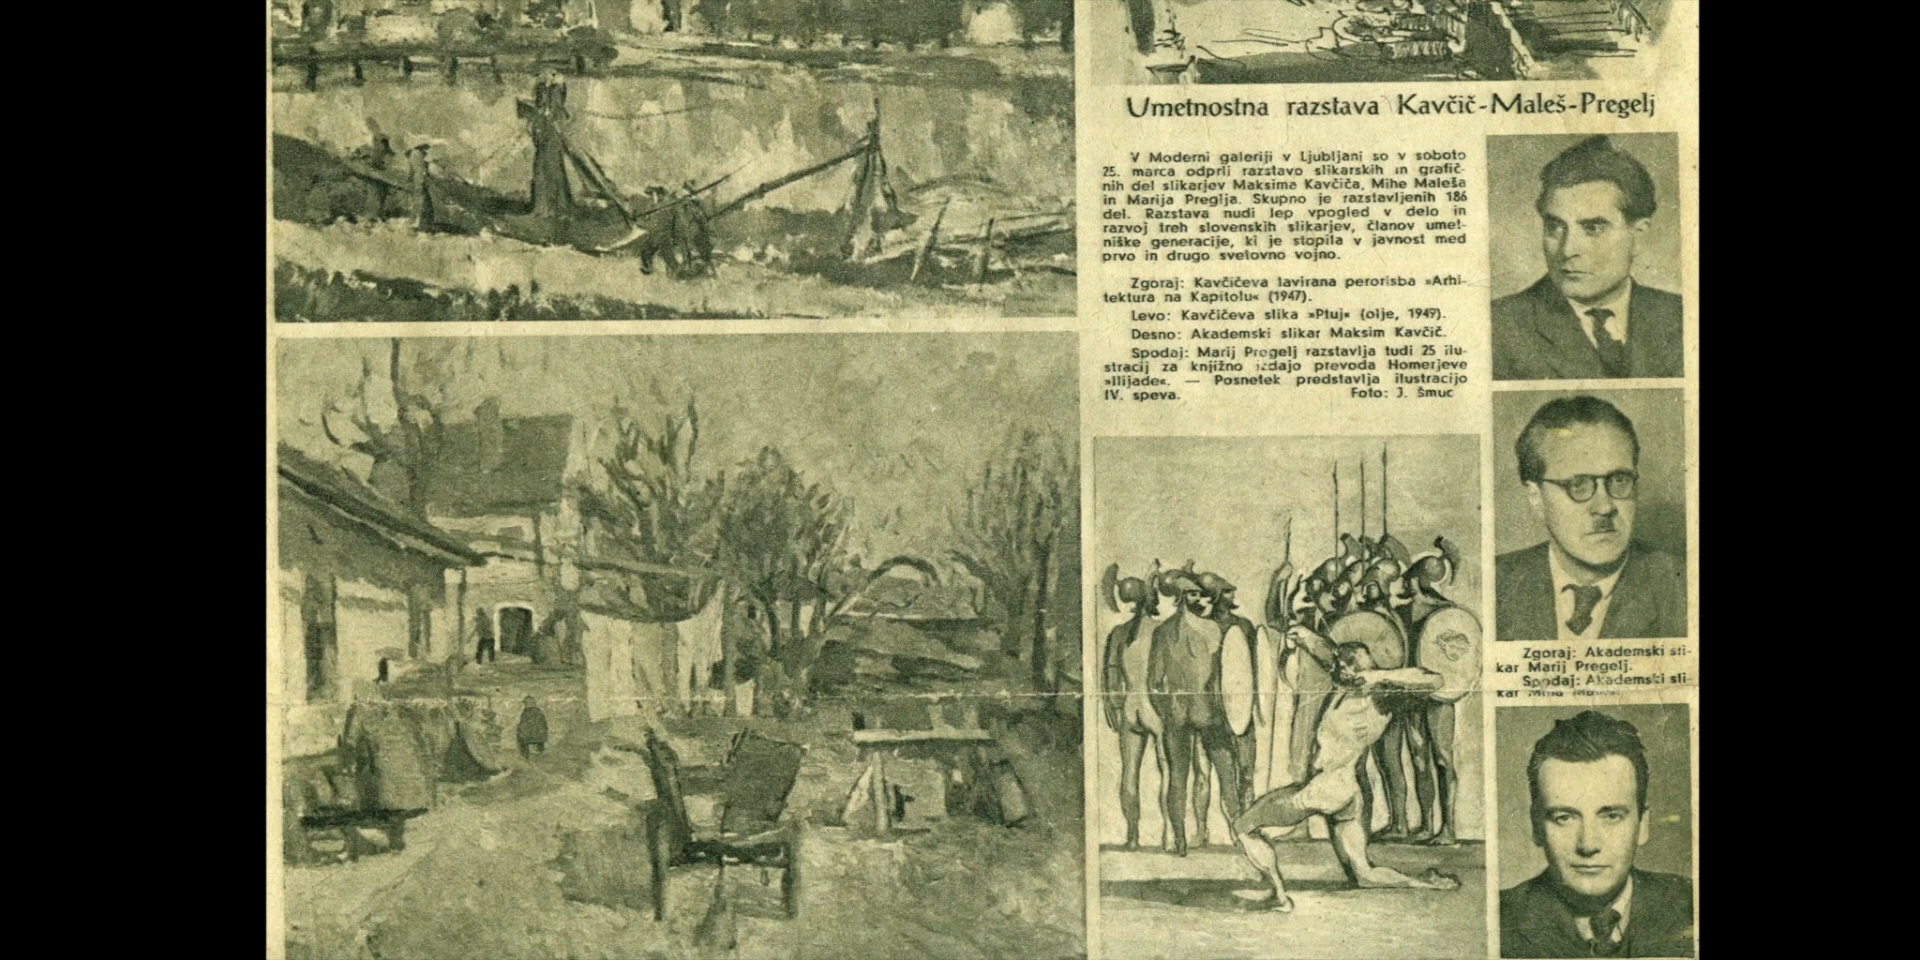 Umetnostna razstava Kavčič-Maleš-Pregelj
V Moderni galeriji v Ljubljani so v soboto
25. marca odprli razstavo slikarskih in grafič-
nih del slikarjev Maksima Kavčiča, Mihe Maleša
in Marija Preglja. Skupno je razstavljenih 186
del. Razstava nudi lep vpogled v delo in
razvoj treh slovenskih slikarjev, članov umet-
niške generacije, ki je stopila v javnost med
prvo in drugo svetovno vojno.
Zgoraj: Kavčičeva lavirana perorisba »Arhi-
tektura na Kapitolu« (1947).
Levo: Kavčičeva slika »Ptuj« (olje, 1949).
Desno: Akademski slikar Maksim Kavčič.
Spodaj: Marij Pregelj razstavlja tudi 25 ilu-
stracij za knjižno izdajo prevoda Homerjeve
»Ilijade«. — Posnetek predstavlja ilustracijo
IV. speva. Foto: J. Šmuc
Zgoraj: Akademski sli-
kar Marij Pregelj.
Spodaj: Akademski sli-
kar